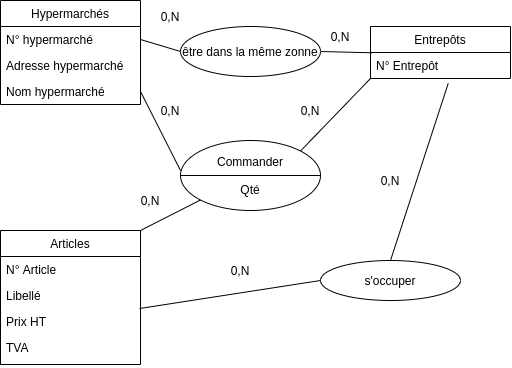 Hypermarchés
N° hypermarché
Adresse hypermarché
Nom hypermarché
0,N
être dans la même zonne
0,N
Entrepôts
N° Entrepôt
0,N
0,N
Commander
Qté
0,N
0,N
Articles
N° Article
Libellé
Prix HT
TVA
0,N
s'occuper